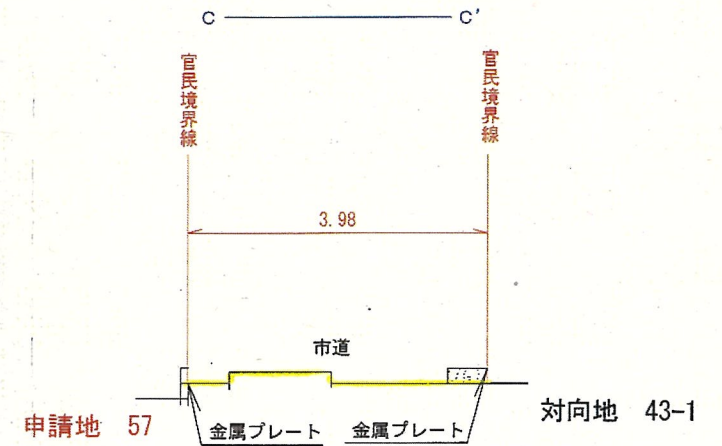 C C'
官民境界線
官民境界線
3.98
市道
申請地 57
金属プレート
金属プレート
対向地 43-1